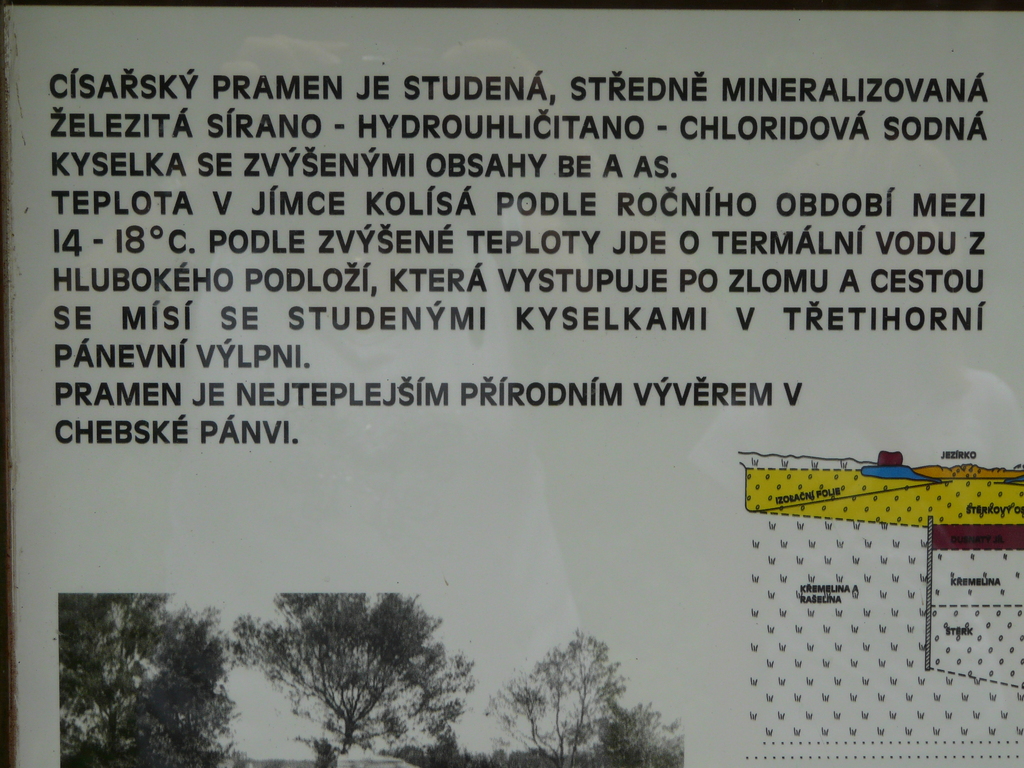 CÍSAŘSKÝ PRAMEN JE STUDENÁ, STŘEDNĚ MINERALIZOVANÁ
ŽELEZITÁ SÍRANO - HYDROUHLIČITANO - CHLORIDOVÁ SODNÁ
KYSELKA SE ZVÝŠENÝMI OBSAHY BE A AS.
TEPLOTA V JÍMCE KOLÍSÁ PODLE ROČNÍHO OBDOBÍ MEZI
14 - 18°C. PODLE ZVÝŠENÉ TEPLOTY JDE O TERMÁLNÍ VODU Z
HLUBOKÉHO PODLOŽÍ, KTERÁ VYSTUPUJE PO ZLOMU A CESTOU
SE MÍSÍ SE STUDENÝMI KYSELKAMI V TŘETIHORNÍ
PÁNEVNÍ VÝLPNI.
PRAMEN JE NEJTEPLEJŠÍM PŘÍRODNÍM VÝVĚREM V
CHEBSKÉ PÁNVI.
JEZÍRKO
IZOLAČNÍ FOLIE
ŠTĚRKOVÝ
JÍL
KŘEMELINA A
RAŠELINA
KŘEMELINA
ŠTĚRK